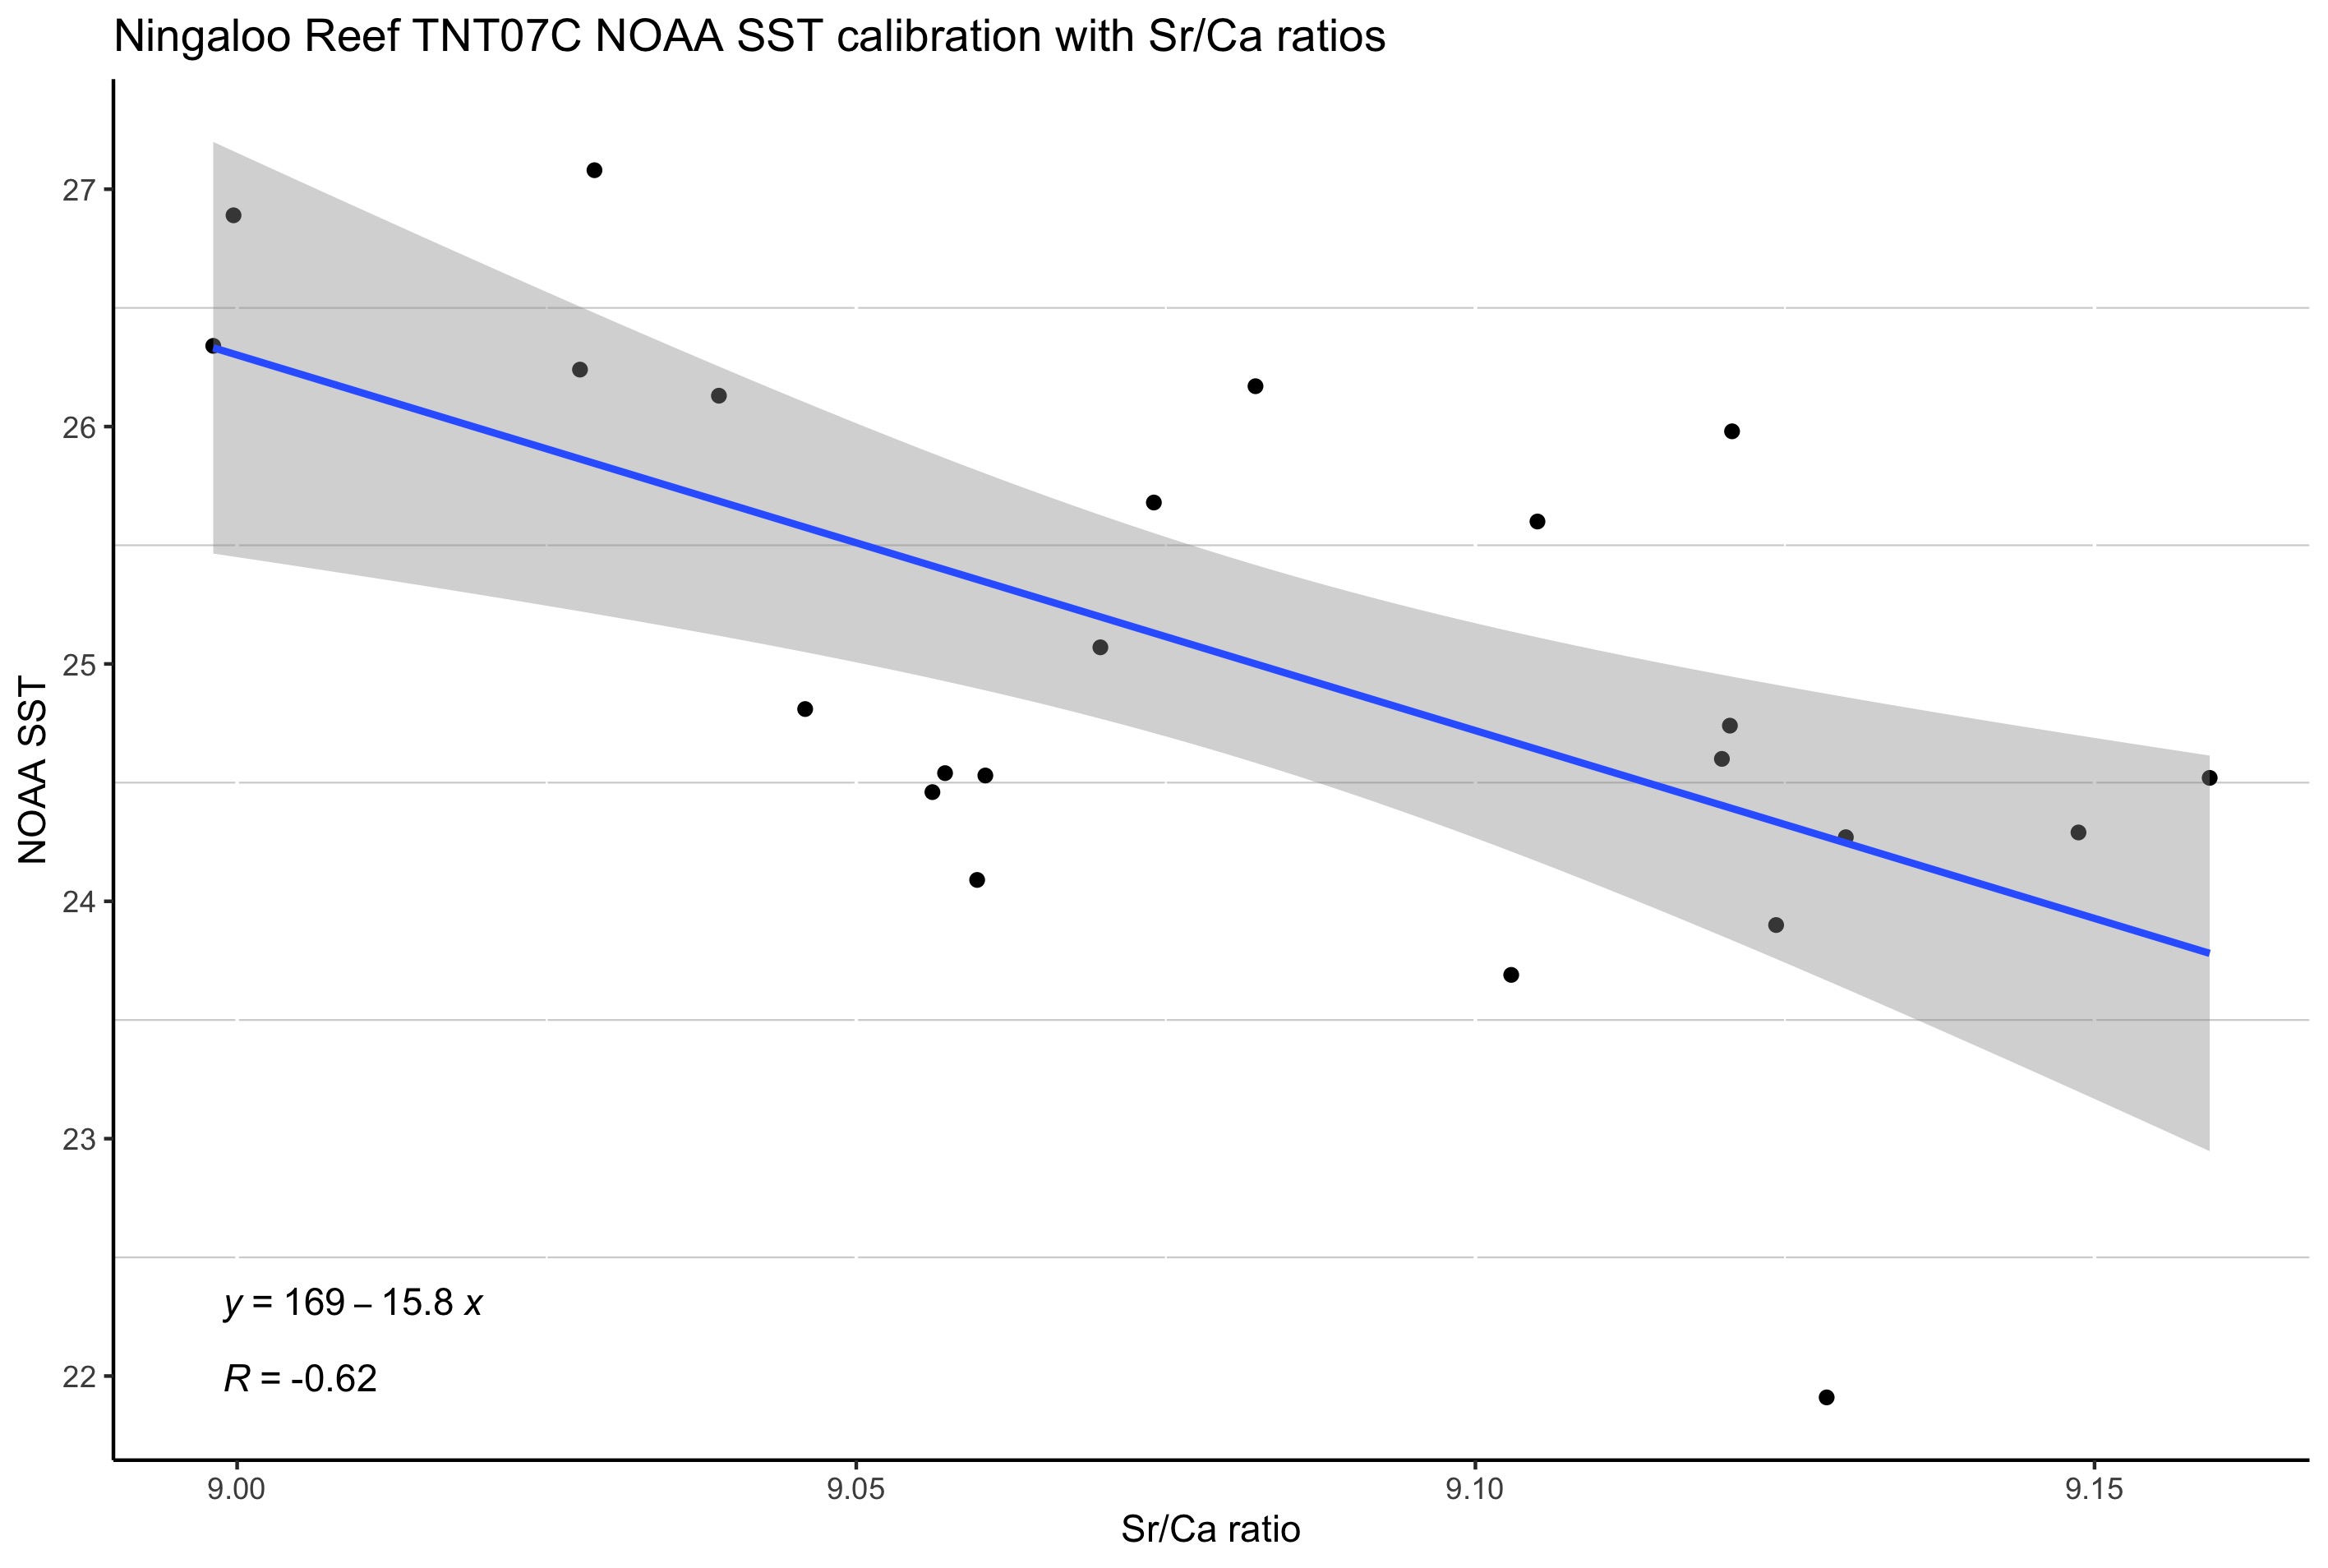 Ningaloo Reef TNT07C NOAA SST calibration with Sr/Ca ratios
27
26
25
24
23
22
NOAA SST
y = 169 – 15.8 x
R = -0.62
9.00 9.05 9.10 9.15
Sr/Ca ratio